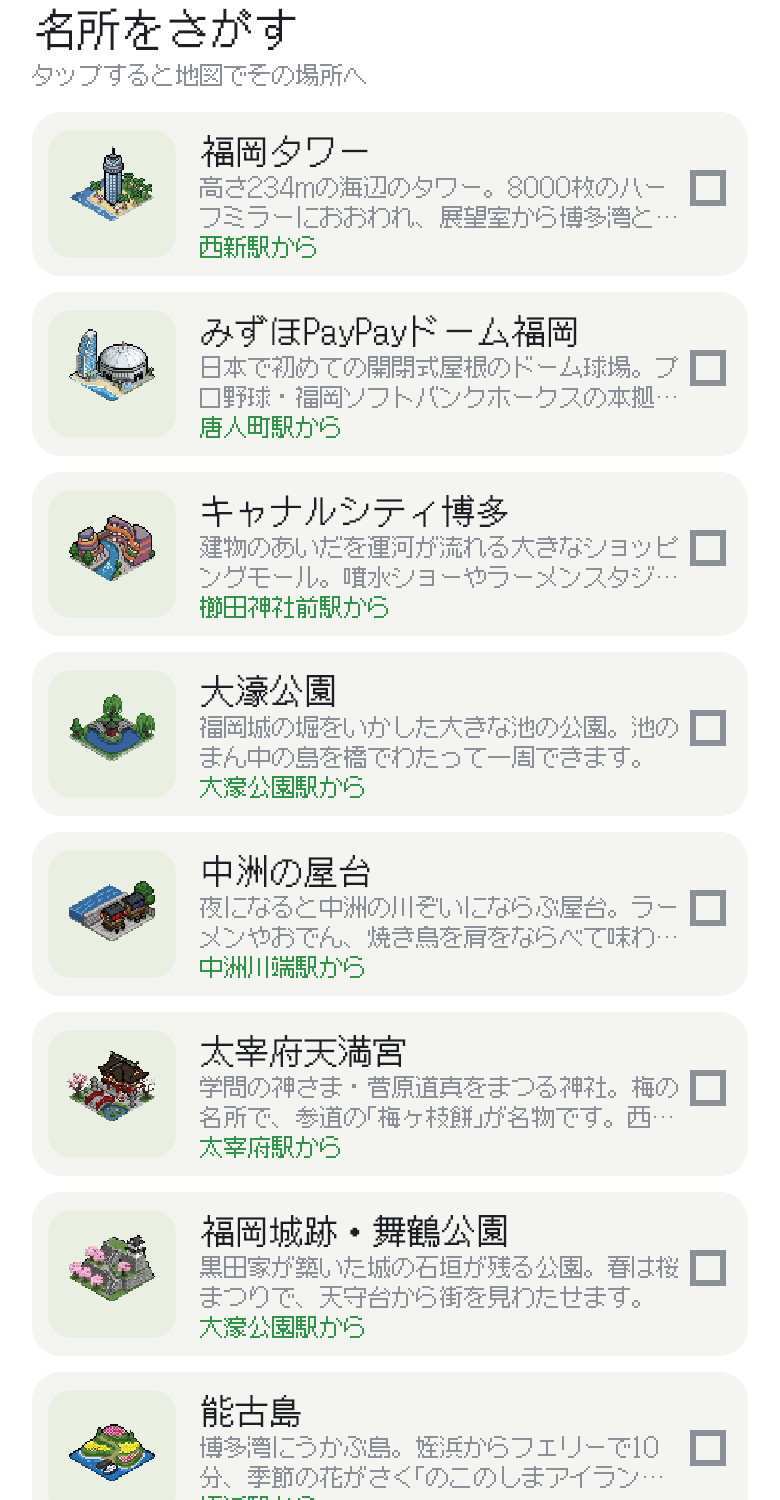 名所をさがす
タップすると地図でその場所へ
福岡タワー
高さ234mの海辺のタワー。8000枚のハー
フミラーにおおわれ、展望室から博多湾と…
西新駅から
みずほPayPayドーム福岡
日本で初めての開閉式屋根のドーム球場。プ
ロ野球・福岡ソフトバンクホークスの本拠…
唐人町駅から
キャナルシティ博多
建物のあいだを運河が流れる大きなショッピ
ングモール。噴水ショーやラーメンスタジ…
櫛田神社前駅から
大濠公園
福岡城の堀をいかした大きな池の公園。池の
まん中の島を橋でわたって一周できます。
大濠公園駅から
中洲の屋台
夜になると中洲の川ぞいにならぶ屋台。ラー
メンやおでん、焼き鳥を肩をならべて味わ…
中洲川端駅から
太宰府天満宮
学問の神さま・菅原道真をまつる神社。梅の
名所で、参道の「梅ヶ枝餅」が名物です。西…
太宰府駅から
福岡城跡・舞鶴公園
黒田家が築いた城の石垣が残る公園。春は桜
まつりで、天守台から街を見わたせます。
大濠公園駅から
能古島
博多湾にうかぶ島。姪浜からフェリーで10
分、季節の花がさく「のこのしまアイラン…